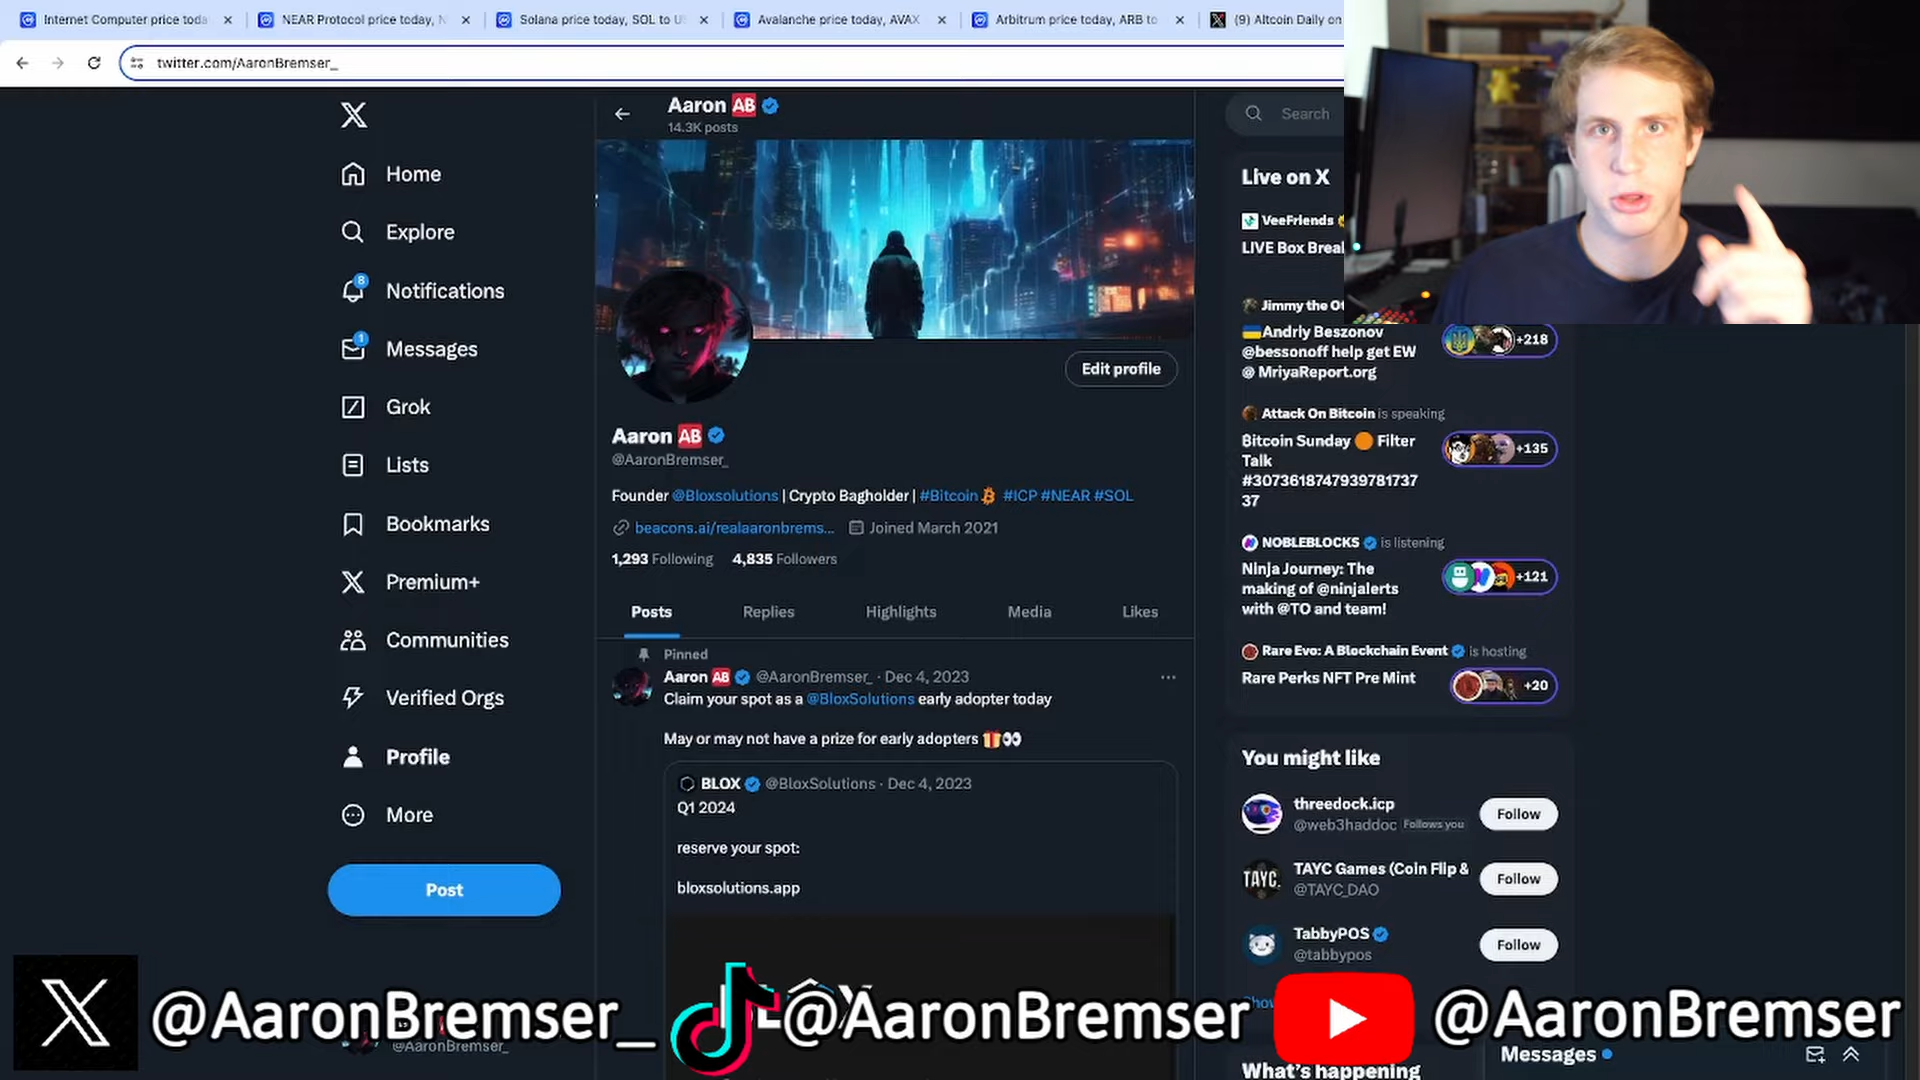 Internet Computer price toda
NEAR Protocol price today, N
Solana price today, SOL to U
Avalanche price today, AVAX
Arbitrum price today, ARB to
(9) Altcoin Daily on
twitter.com/AaronBremser_
Home
Explore
8
Notifications
1
Messages
Grok
Lists
Bookmarks
Premium+
Communities
Verified Orgs
Profile
More
Post
@AaronBremser_
Aaron AB
14.3K posts
Edit profile
Aaron AB
@AaronBremser_
Founder @Bloxsolutions | Crypto Bagholder | #Bitcoin #ICP #NEAR #SOL
beacons.ai/realaaronbrems... Joined March 2021
1,293 Following 4,835 Followers
Posts Replies Highlights Media Likes
Pinned
Aaron AB @AaronBremser_ · Dec 4, 2023
Claim your spot as a @BloxSolutions early adopter today
May or may not have a prize for early adopters 🎁👀
BLOX @BloxSolutions · Dec 4, 2023
Q1 2024
reserve your spot:
bloxsolutions.app
Search
Live on X
VeeFriends
LIVE Box Break
Jimmy the Ot
🇺🇦Andriy Beszonov
@bessonoff help get EW
@ MriyaReport.org
+218
Attack On Bitcoin is speaking
₿itcoin Sunday 🟠 Filter
Talk
#3073618747939781737
37
+135
NOBLEBLOCKS is listening
Ninja Journey: The
making of @ninjalerts
with @TO and team!
+121
Rare Evo: A Blockchain Event is hosting
Rare Perks NFT Pre Mint
+20
You might like
threedock.icp
@web3haddoc Follows you
Follow
TAYC.
TAYC Games (Coin Flip &
@TAYC_DAO
Follow
TabbyPOS
@tabbypos
Follow
What's happening
Messages
@AaronBremser_
@AaronBremser
@AaronBremser